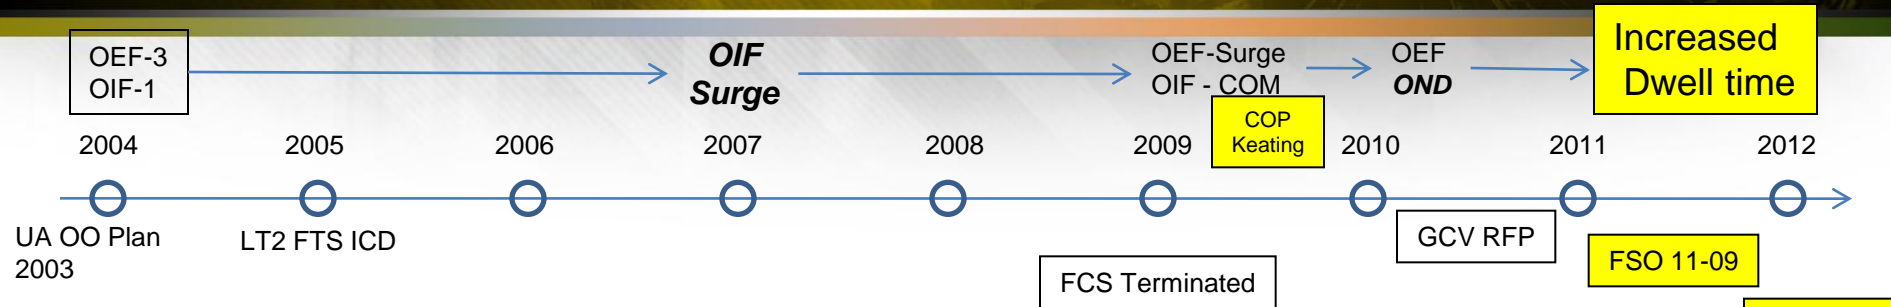 OEF-3
OIF-1
OIF
Surge
OEF-Surge
OIF - COM
OEF
OND
Increased
Dwell time
COP
Keating
2004
2005
2006
2007
2008
2009
2010
2011
2012
UA OO Plan
2003
LT2 FTS ICD
FCS Terminated
GCV RFP
FSO 11-09